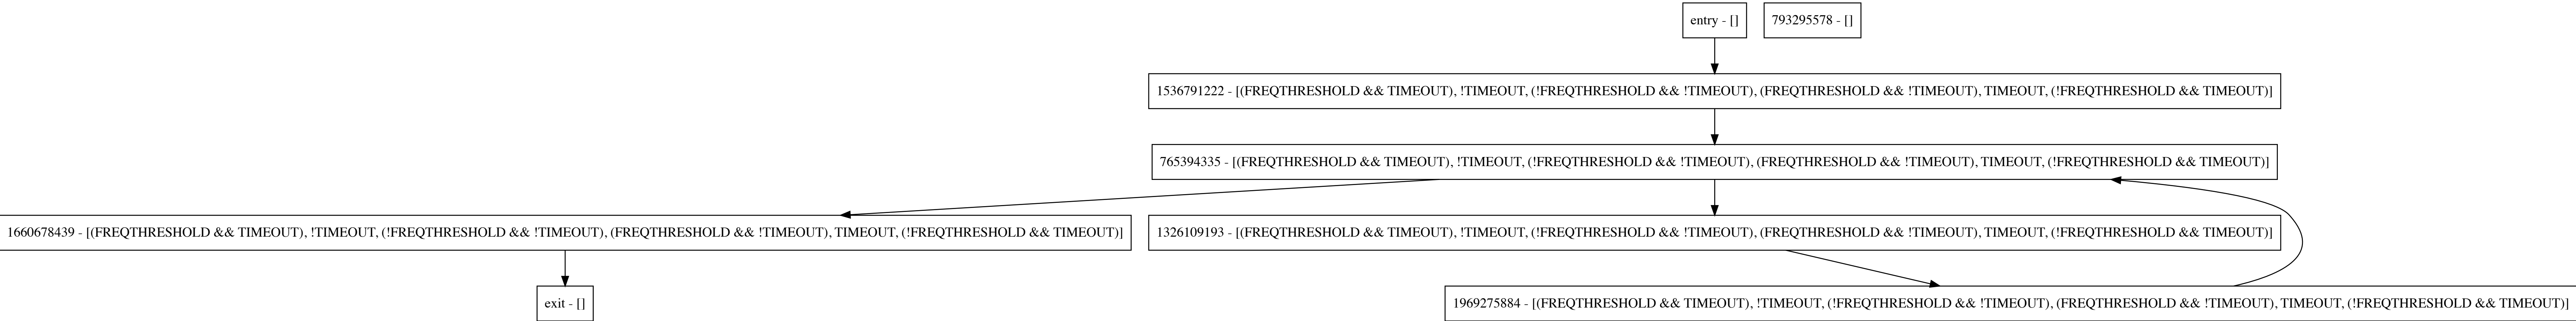 entry - []
793295578 - []
1536791222 - [(FREQTHRESHOLD && TIMEOUT), !TIMEOUT, (!FREQTHRESHOLD && !TIMEOUT), (FREQTHRESHOLD && !TIMEOUT), TIMEOUT, (!FREQTHRESHOLD && TIMEOUT)]
765394335 - [(FREQTHRESHOLD && TIMEOUT), !TIMEOUT, (!FREQTHRESHOLD && !TIMEOUT), (FREQTHRESHOLD && !TIMEOUT), TIMEOUT, (!FREQTHRESHOLD && TIMEOUT)]
1660678439 - [(FREQTHRESHOLD && TIMEOUT), !TIMEOUT, (!FREQTHRESHOLD && !TIMEOUT), (FREQTHRESHOLD && !TIMEOUT), TIMEOUT, (!FREQTHRESHOLD && TIMEOUT)]
1326109193 - [(FREQTHRESHOLD && TIMEOUT), !TIMEOUT, (!FREQTHRESHOLD && !TIMEOUT), (FREQTHRESHOLD && !TIMEOUT), TIMEOUT, (!FREQTHRESHOLD && TIMEOUT)]
exit - []
1969275884 - [(FREQTHRESHOLD && TIMEOUT), !TIMEOUT, (!FREQTHRESHOLD && !TIMEOUT), (FREQTHRESHOLD && !TIMEOUT), TIMEOUT, (!FREQTHRESHOLD && TIMEOUT)]